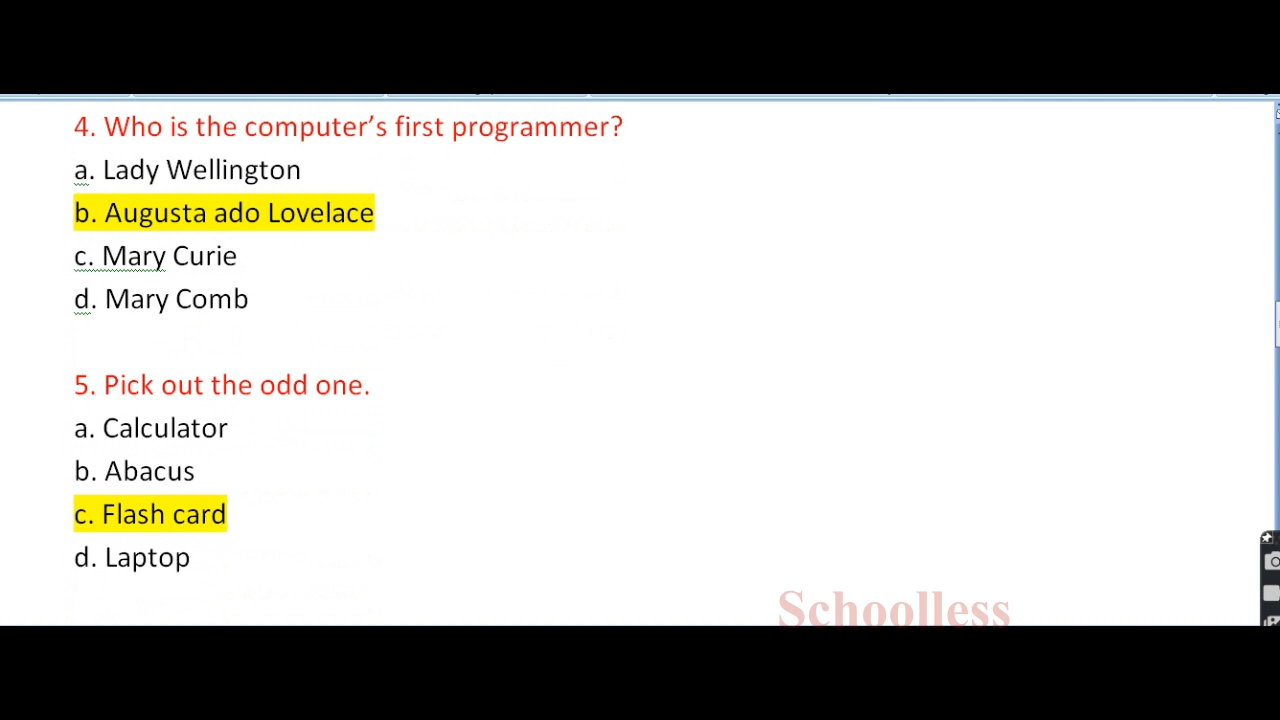 4. Who is the computer’s first programmer?
a. Lady Wellington
b. Augusta ado Lovelace
c. Mary Curie
d. Mary Comb
5. Pick out the odd one.
a. Calculator
b. Abacus
c. Flash card
d. Laptop
Schoolless